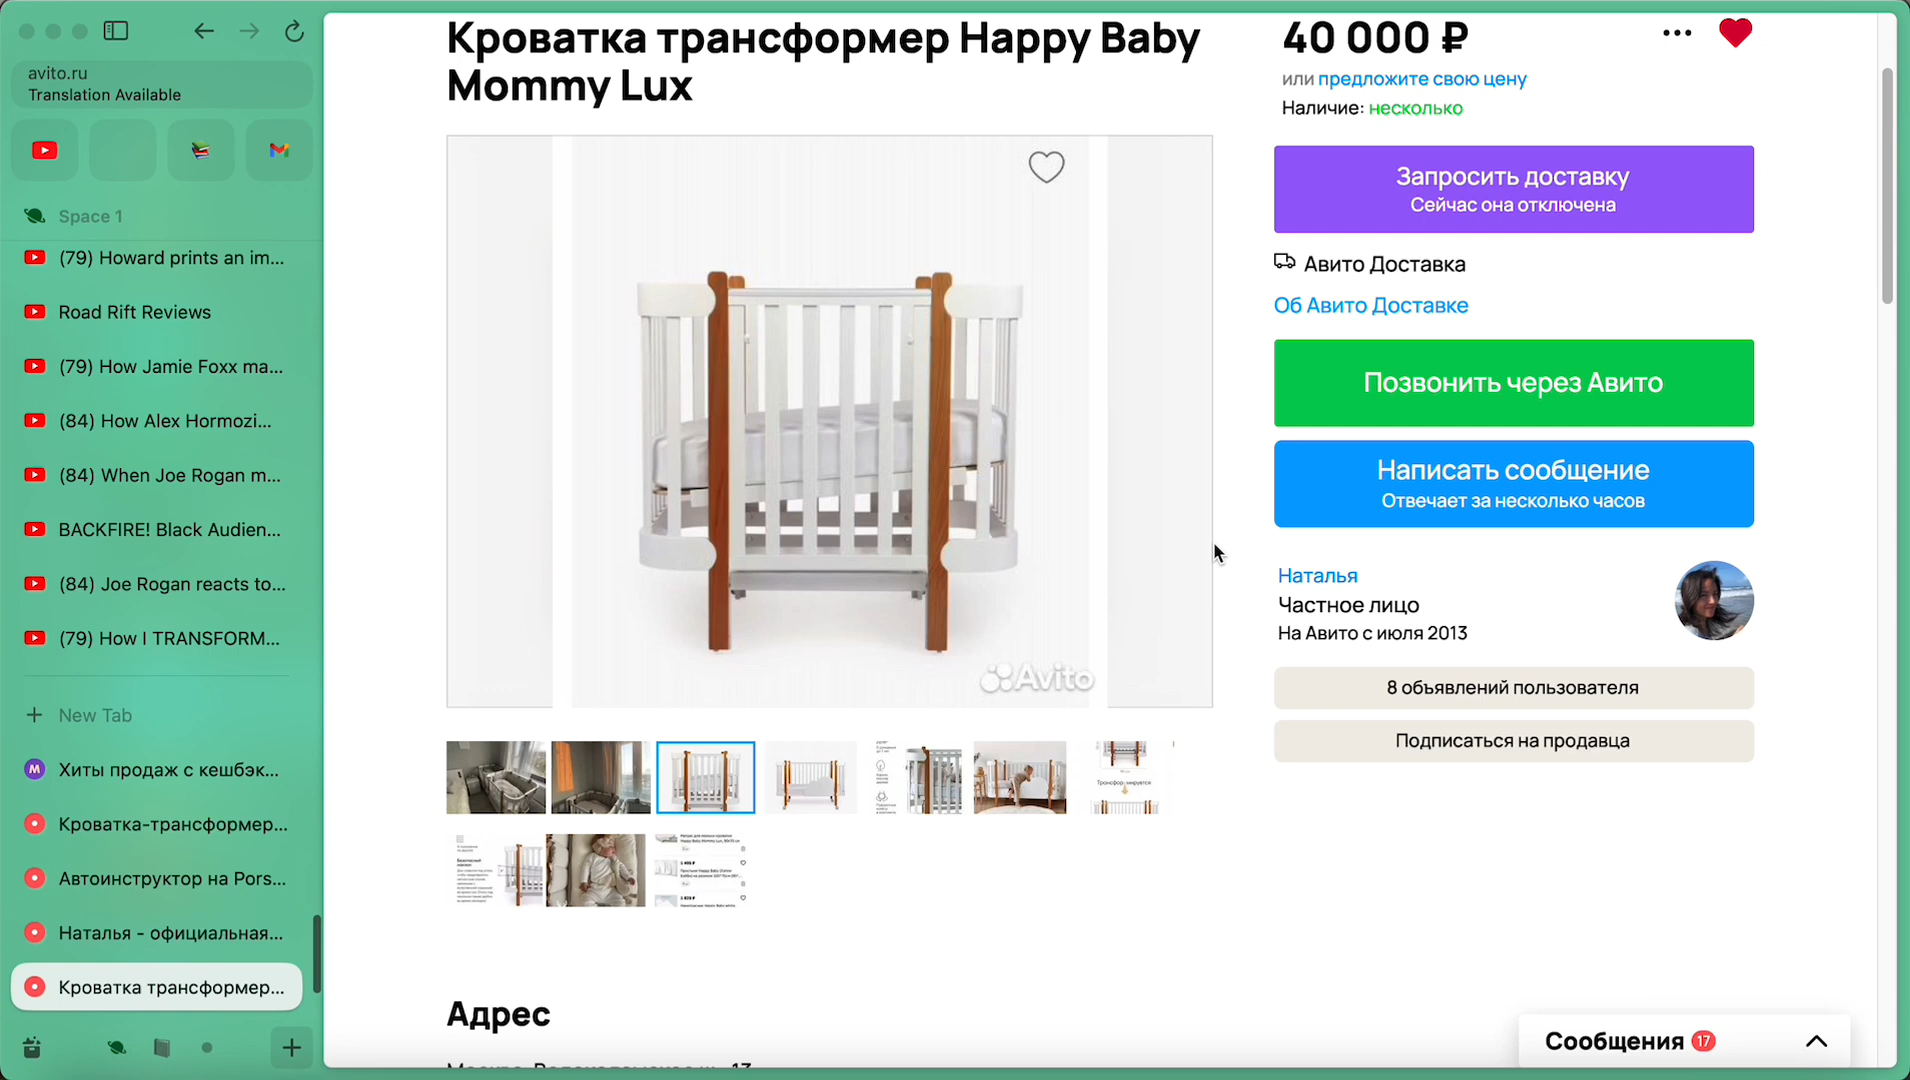 avito.ru
Translation Available
Space 1
(79) Howard prints an im...
Road Rift Reviews
(79) How Jamie Foxx ma...
(84) How Alex Hormozi...
(84) When Joe Rogan m...
BACKFIRE! Black Audien...
(84) Joe Rogan reacts to...
(79) How I TRANSFORM...
New Tab
Хиты продаж с кешбэк...
Кроватка-трансформер...
Автоинструктор на Pors...
Наталья - официальная...
Кроватка трансформер...
Кроватка трансформер Happy Baby
Mommy Lux
Avito
Трансформируется
Адрес
40 000 ₽
или предложите свою цену
Наличие: несколько
Запросить доставку
Сейчас она отключена
Авито Доставка
Об Авито Доставке
Позвонить через Авито
Написать сообщение
Отвечает за несколько часов
Наталья
Частное лицо
На Авито с июля 2013
8 объявлений пользователя
Подписаться на продавца
Сообщения 17